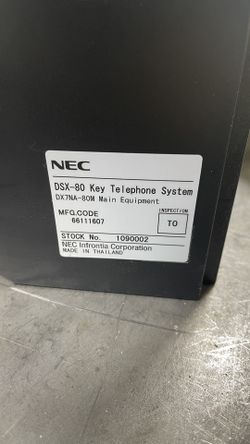 NEC
DSX-80 Key Telephone System
DX7NA-80M Main Equipment
MFG.CODE
66111607
INSPECTION
TO
STOCK No. 1090002
NEC Infrontia Corporation
MADE IN THAILAND